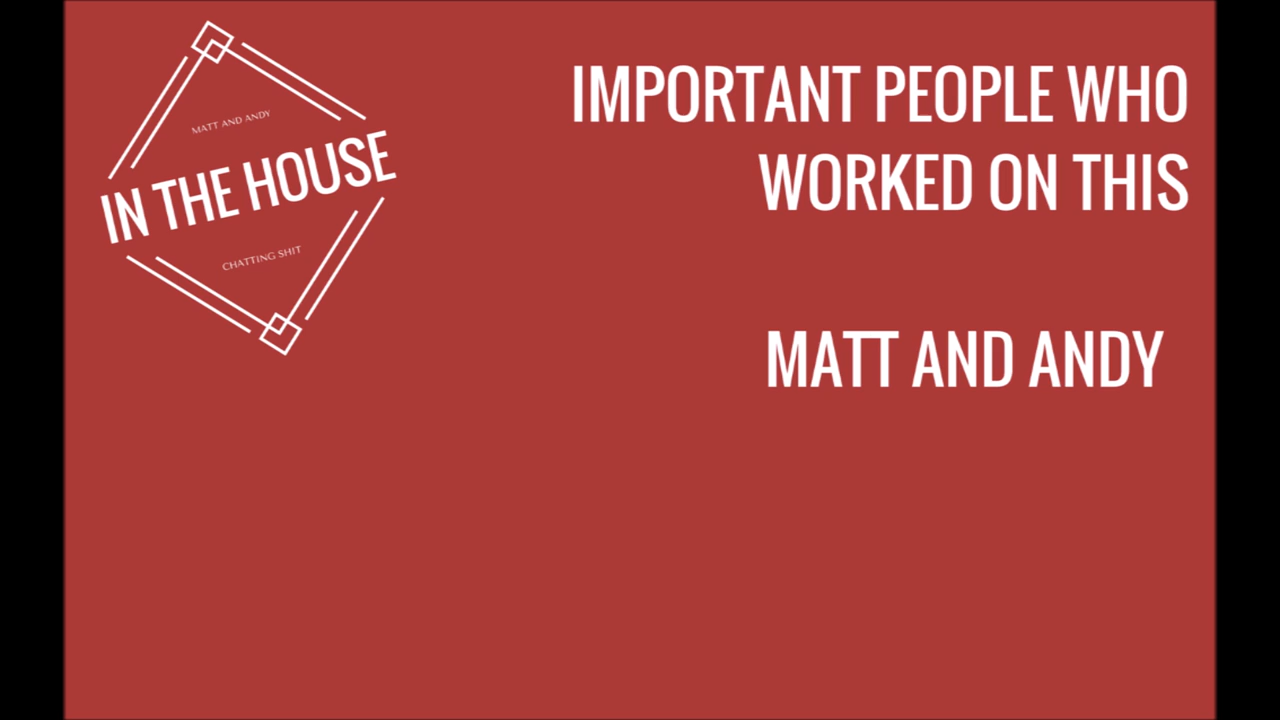 MATT AND ANDY
IN THE HOUSE
CHATTING SHIT
IMPORTANT PEOPLE WHO
WORKED ON THIS
MATT AND ANDY